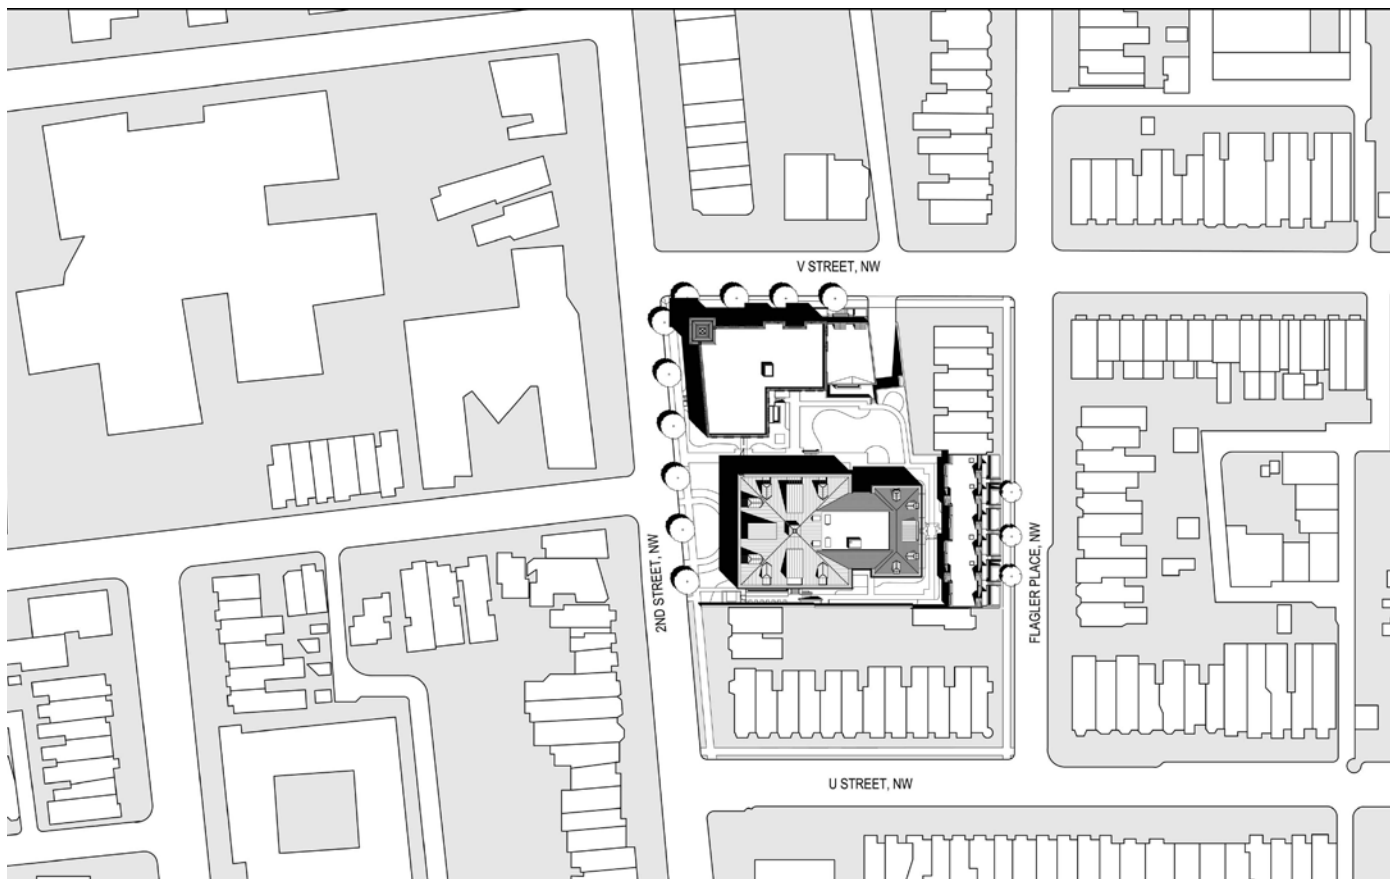 V STREET, NW
2ND STREET, NW
FLAGLER PLACE, NW
U STREET, NW